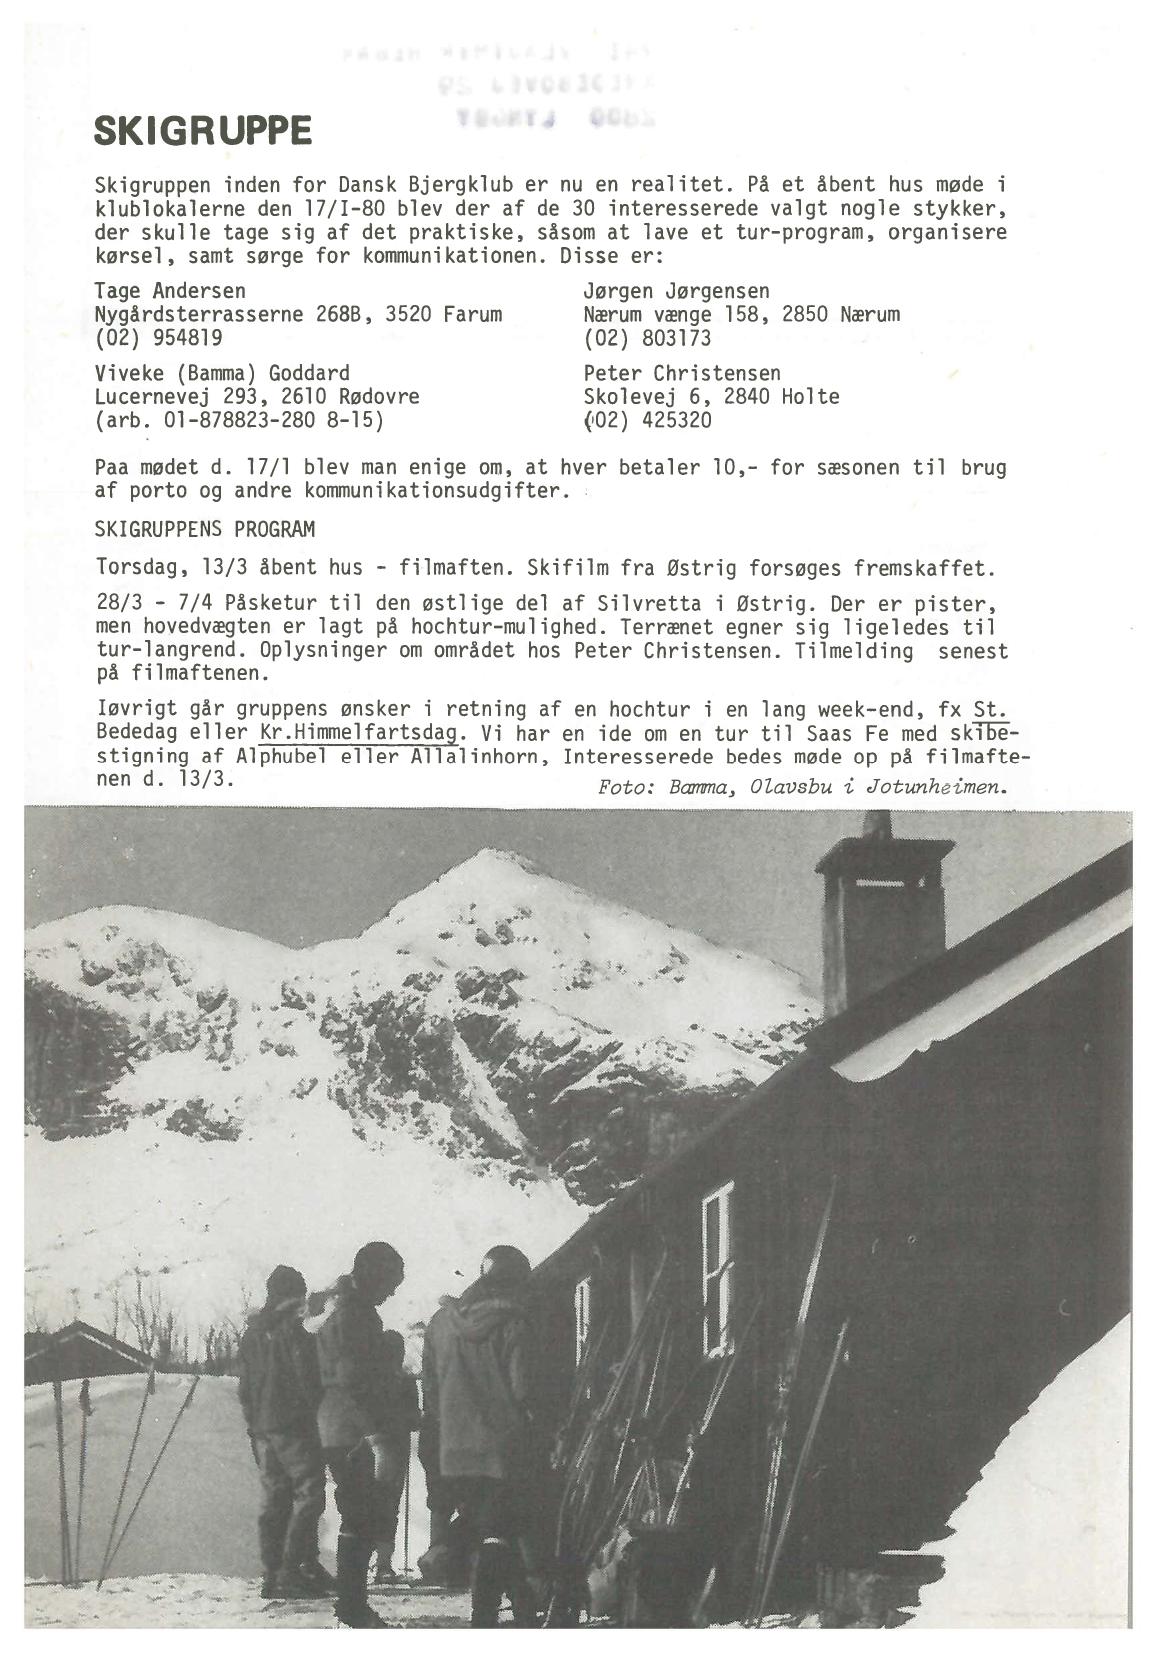 SKIGRUPPE
Skigruppen inden for Dansk Bjergklub er nu en realitet. På et åbent hus møde i
klublokalerne den 17/I-80 blev der af de 30 interesserede valgt nogle stykker,
der skulle tage sig af det praktiske, såsom at lave et tur-program, organisere
kørsel, samt sørge for kommunikationen. Disse er:
Tage Andersen
Nygårdsterrasserne 268B, 3520 Farum
(02) 954819
Jørgen Jørgensen
Nærum vænge 158, 2850 Nærum
(02) 803173
Viveke (Bamma) Goddard
Lucernevej 293, 2610 Rødovre
(arb. 01-878823-280 8-15)
Peter Christensen
Skolevej 6, 2840 Holte
(02) 425320
Paa mødet d. 17/1 blev man enige om, at hver betaler 10,- for sæsonen til brug
af porto og andre kommunikationsudgifter.
SKIGRUPPENS PROGRAM
Torsdag, 13/3 åbent hus - filmaften. Skifilm fra Østrig forsøges fremskaffet.
28/3 - 7/4 Påsketur til den østlige del af Silvretta i Østrig. Der er pister,
men hovedvægten er lagt på hochtur-mulighed. Terrænet egner sig ligeledes til
tur-langrend. Oplysninger om området hos Peter Christensen. Tilmelding senest
på filmaftenen.
Iøvrigt går gruppens ønsker i retning af en hochtur i en lang week-end, fx St.
Bededag eller Kr.Himmelfartsdag. Vi har en ide om en tur til Saas Fe med skibe-
stigning af Alphubel eller Allalinhorn, Interesserede bedes møde op på filmafte-
nen d. 13/3.
Foto: Bamma, Olavsbu i Jotunheimen.